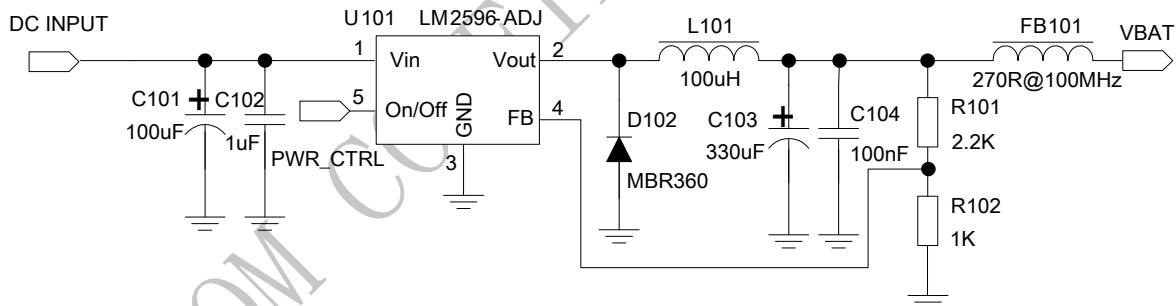 DC INPUT
U101
LM2596-ADJ
L101
FB101
VBAT
1
Vin
Vout
2
100uH
270R@100MHz
C101
C102
5
On/Off
GND
FB
4
D102
C103
C104
R101
100uF
1uF
PWR_CTRL
3
330uF
100nF
2.2K
MBR360
R102
1K